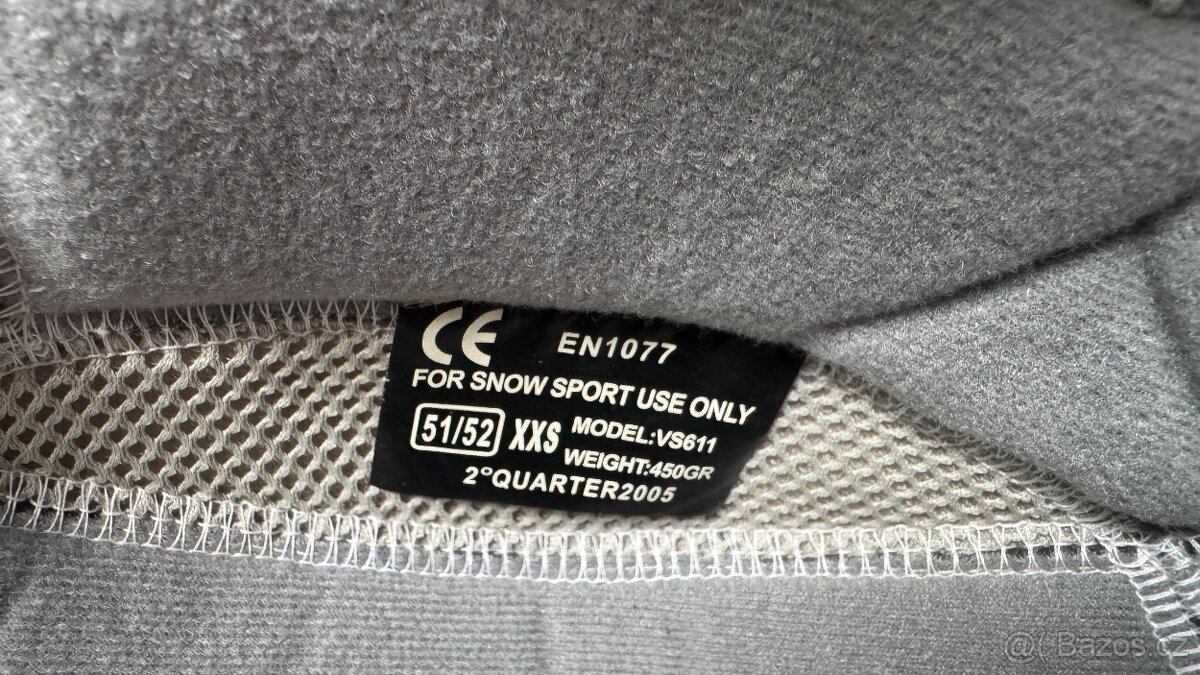 CE EN1077
FOR SNOW SPORT USE ONLY
51/52 XXS MODEL:VS611
WEIGHT:450GR
2°QUARTER2005
@( Bazos.cz